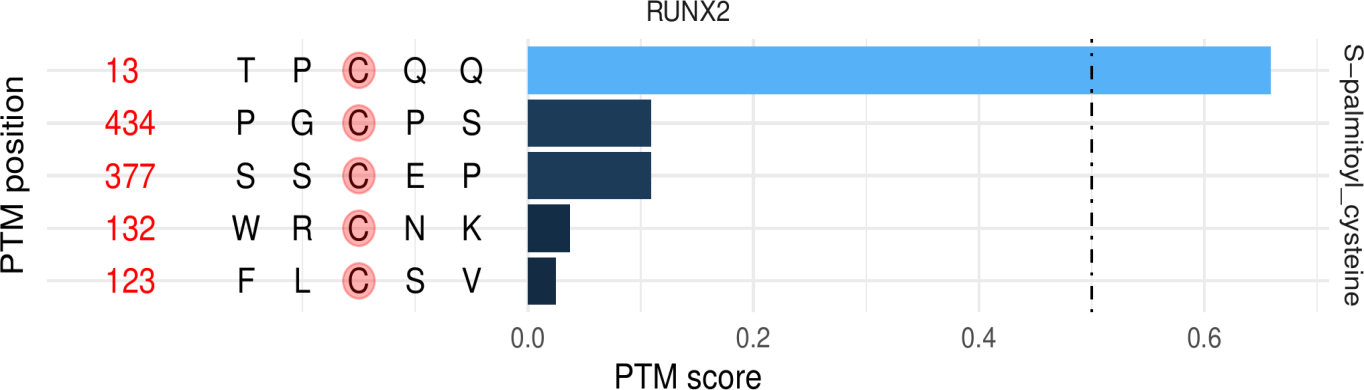 RUNX2
PTM position
13 T P C Q Q
434 P G C P S
377 S S C E P
132 W R C N K
123 F L C S V
S-palmitoyl_cysteine
0.0 0.2 0.4 0.6
PTM score